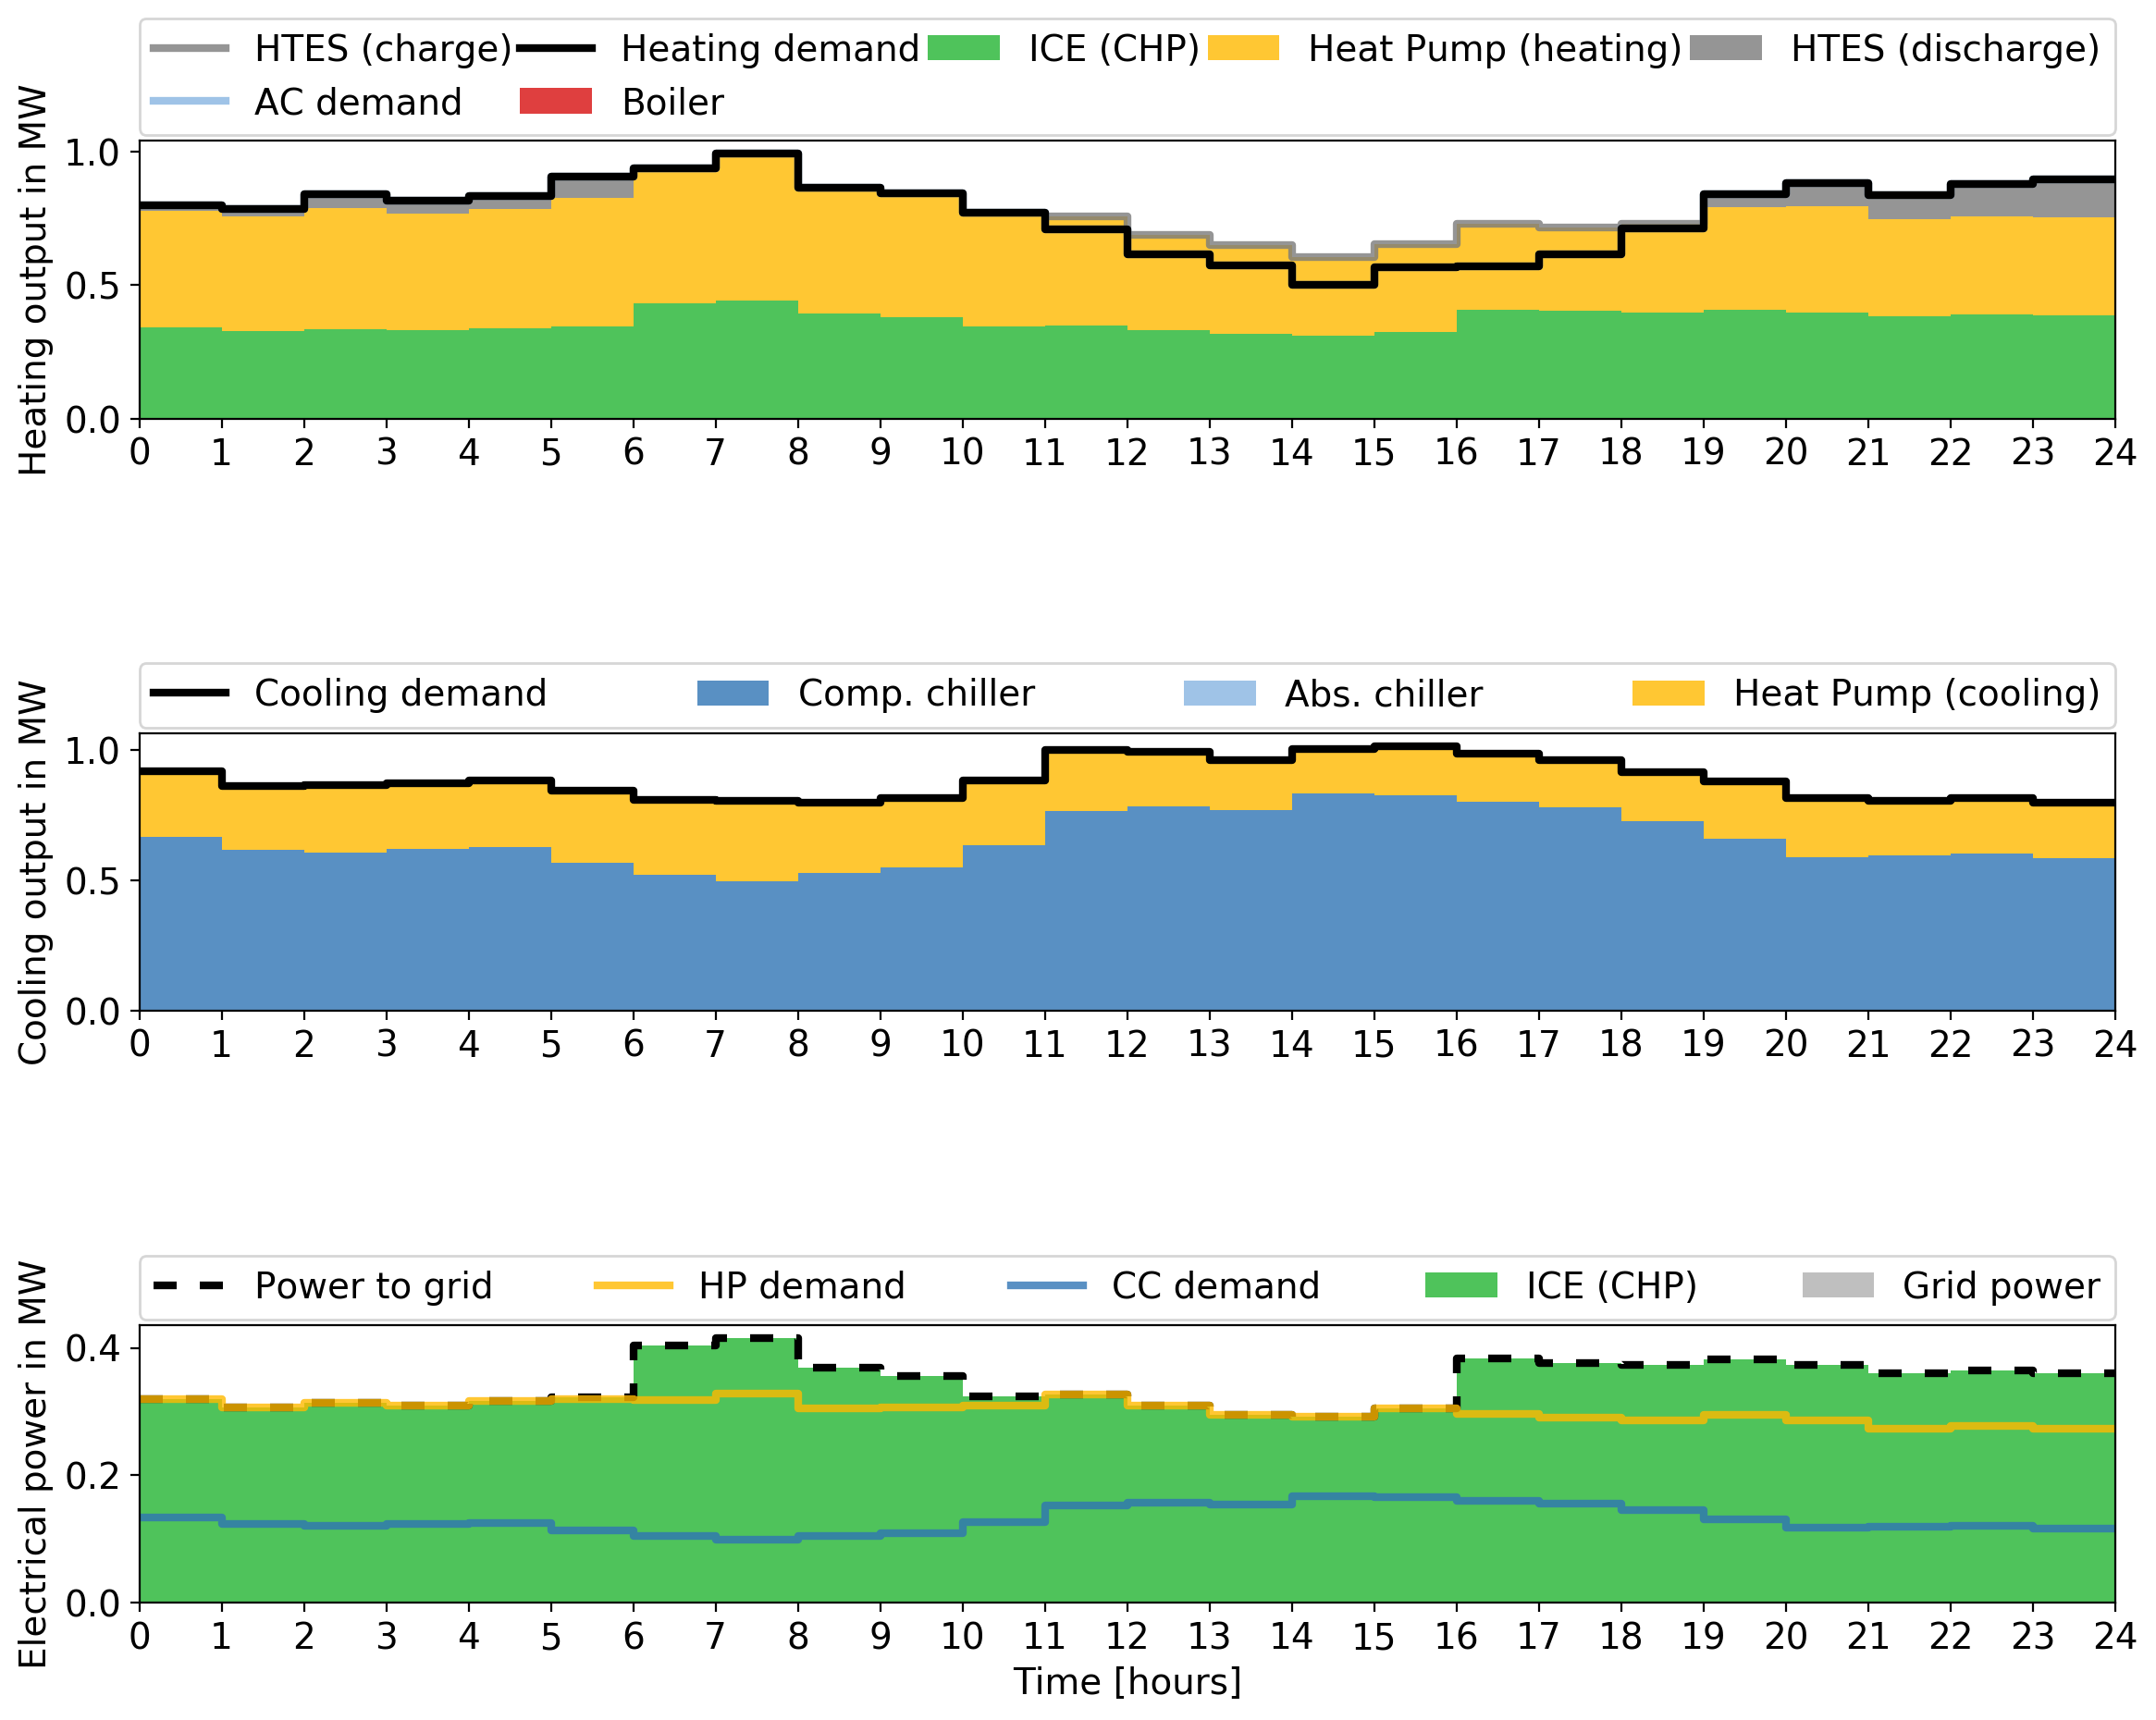 HTES (charge) Heating demand ICE (CHP) Heat Pump (heating) HTES (discharge)
AC demand Boiler
Heating output in MW
1.0
0.5
0.0
0 1 2 3 4 5 6 7 8 9 10 11 12 13 14 15 16 17 18 19 20 21 22 23 24
Cooling demand Comp. chiller Abs. chiller Heat Pump (cooling)
Cooling output in MW
1.0
0.5
0.0
0 1 2 3 4 5 6 7 8 9 10 11 12 13 14 15 16 17 18 19 20 21 22 23 24
Power to grid HP demand CC demand ICE (CHP) Grid power
Electrical power in MW
0.4
0.2
0.0
0 1 2 3 4 5 6 7 8 9 10 11 12 13 14 15 16 17 18 19 20 21 22 23 24
Time [hours]